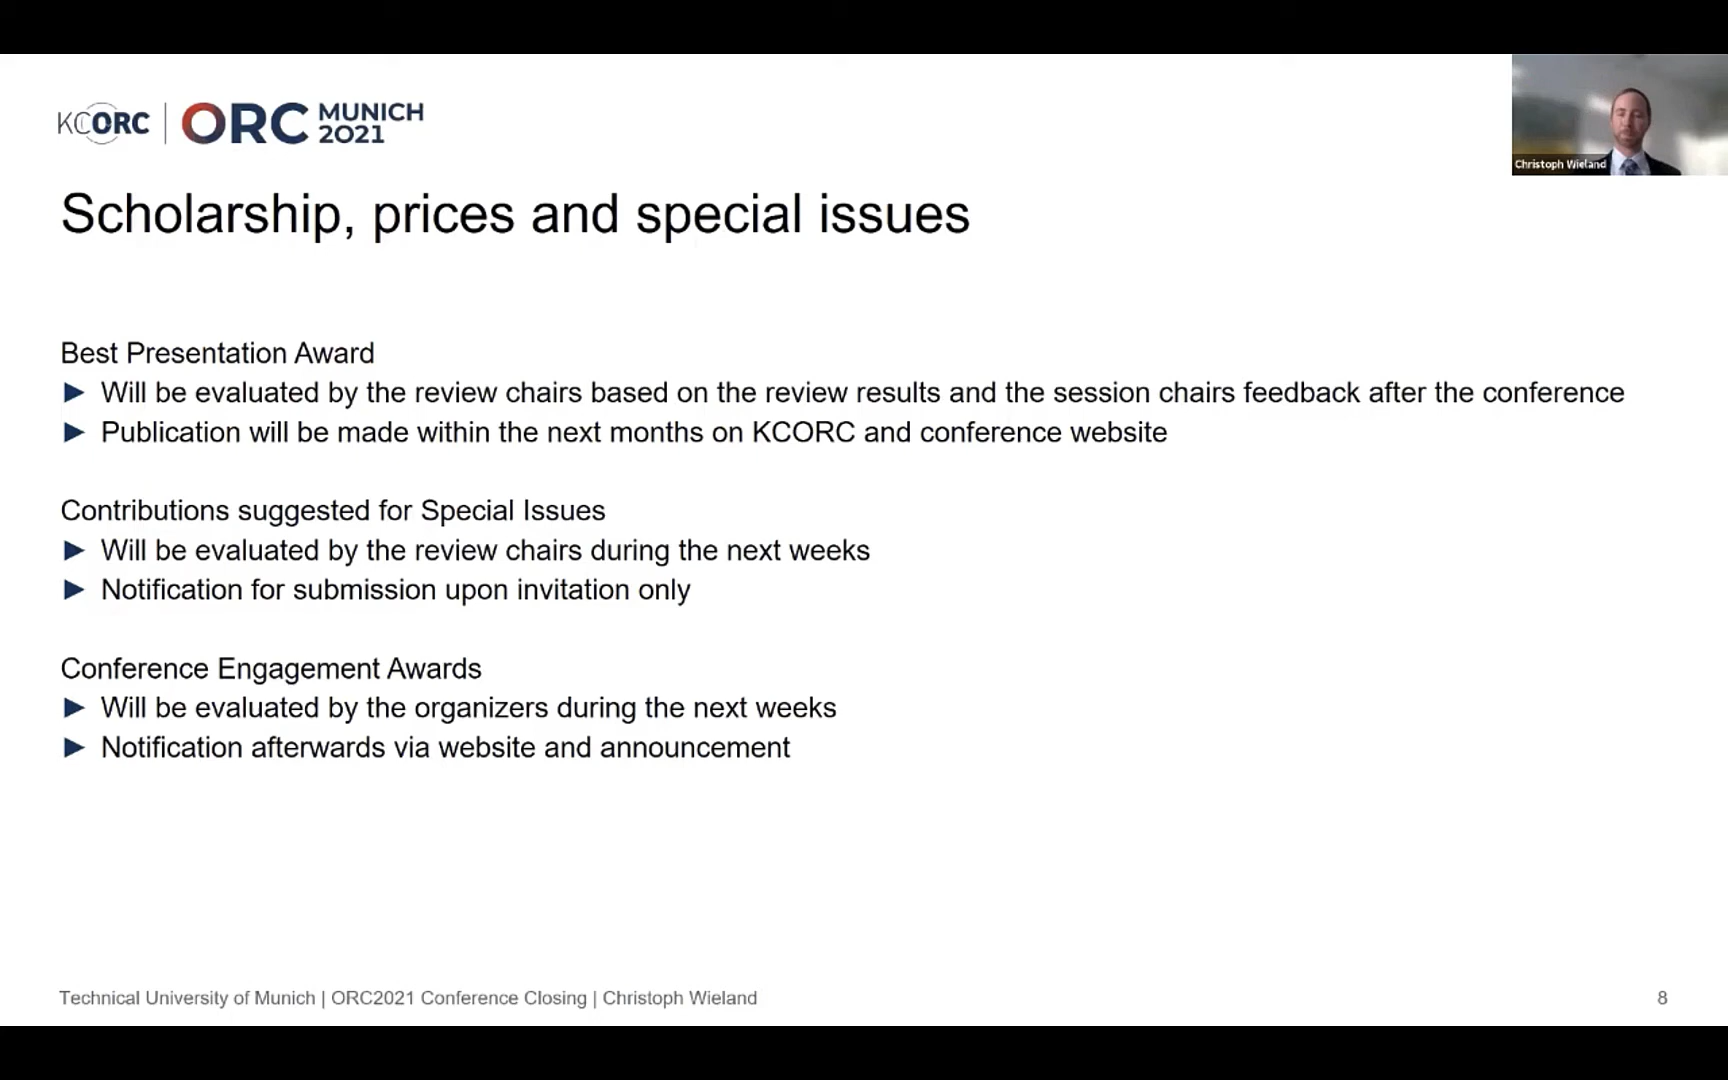 KCORC
ORC MUNICH 2021
Christoph Wieland
Scholarship, prices and special issues
Best Presentation Award
Will be evaluated by the review chairs based on the review results and the session chairs feedback after the conference
Publication will be made within the next months on KCORC and conference website
Contributions suggested for Special Issues
Will be evaluated by the review chairs during the next weeks
Notification for submission upon invitation only
Conference Engagement Awards
Will be evaluated by the organizers during the next weeks
Notification afterwards via website and announcement
Technical University of Munich | ORC2021 Conference Closing | Christoph Wieland
8